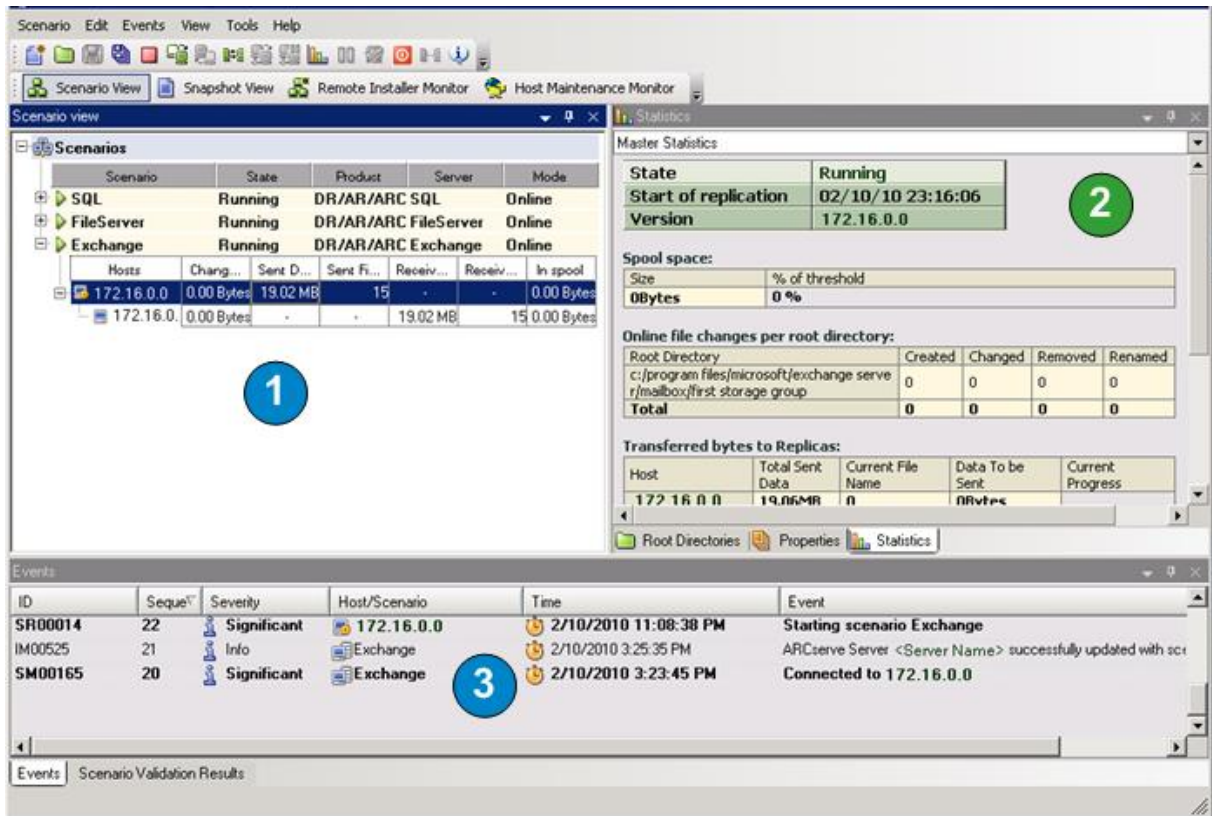 Scenario Edit Events View Tools Help
Scenario View Snapshot View Remote Installer Monitor Host Maintenance Monitor
Scenario view
Scenarios
Scenario State Product Server Mode
SQL Running DR/AR/ARC SQL Online
FileServer Running DR/AR/ARC FileServer Online
Exchange Running DR/AR/ARC Exchange Online
Hosts Chang... Sent D... Sent Fi... Receiv... Receiv... In spool
172.16.0.0 0.00 Bytes 19.02 MB 15 - - 0.00 Bytes
172.16.0. 0.00 Bytes - - 19.02 MB 15 0.00 Bytes
1
Statistics
Master Statistics
State Running
Start of replication 02/10/10 23:16:06
Version 172.16.0.0
2
Spool space:
Size % of threshold
0Bytes 0 %
Online file changes per root directory:
Root Directory Created Changed Removed Renamed
c:/program files/microsoft/exchange serve
r/mailbox/first storage group 0 0 0 0
Total 0 0 0 0
Transferred bytes to Replicas:
Host Total Sent Data Current File Name Data To be Sent Current Progress
172.16.0.0 19.06MB 0 0Bytes
Root Directories Properties Statistics
Events
ID Seque Severity Host/Scenario Time Event
SR00014 22 Significant 172.16.0.0 2/10/2010 11:08:38 PM Starting scenario Exchange
IM00525 21 Info Exchange 2/10/2010 3:25:35 PM ARCserve Server <Server Name> successfully updated with sce
SM00165 20 Significant Exchange 2/10/2010 3:23:45 PM Connected to 172.16.0.0
3
Events Scenario Validation Results